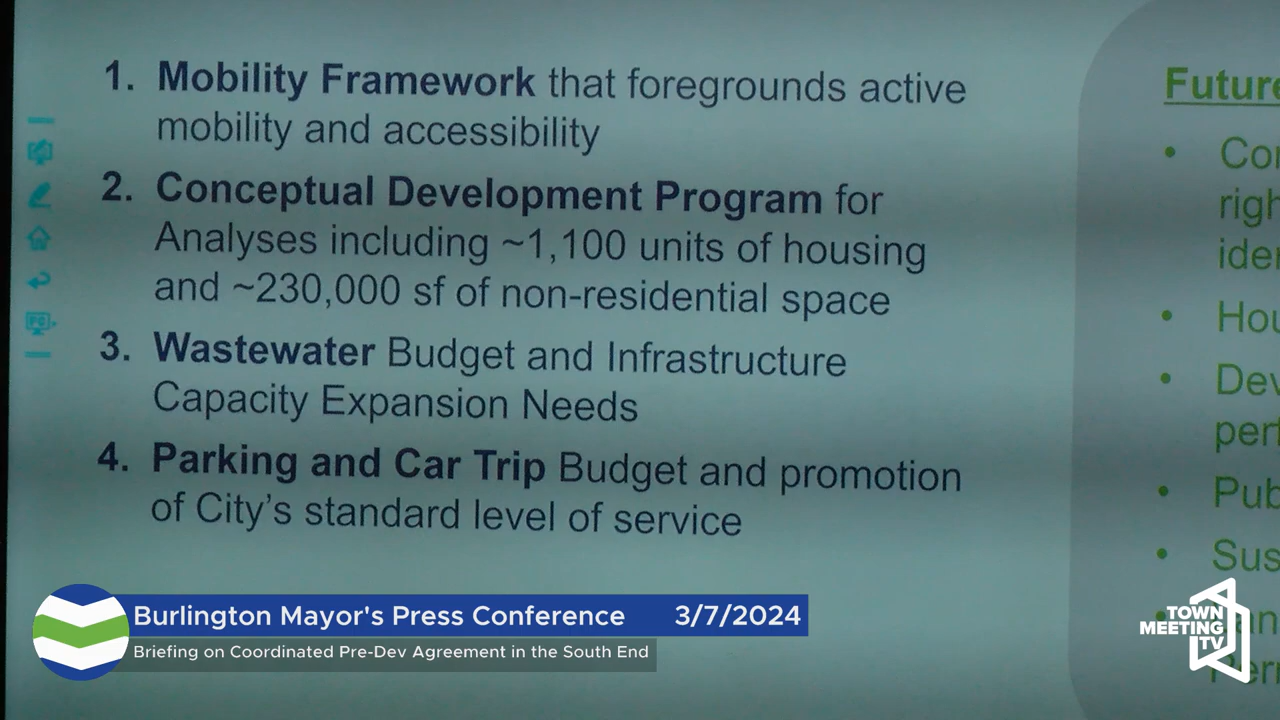 1. Mobility Framework that foregrounds active
mobility and accessibility
2. Conceptual Development Program for
Analyses including ~1,100 units of housing
and ~230,000 sf of non-residential space
3. Wastewater Budget and Infrastructure
Capacity Expansion Needs
4. Parking and Car Trip Budget and promotion
of City's standard level of service
Burlington Mayor's Press Conference 3/7/2024
Briefing on Coordinated Pre-Dev Agreement in the South End
TOWN
MEETING
TV